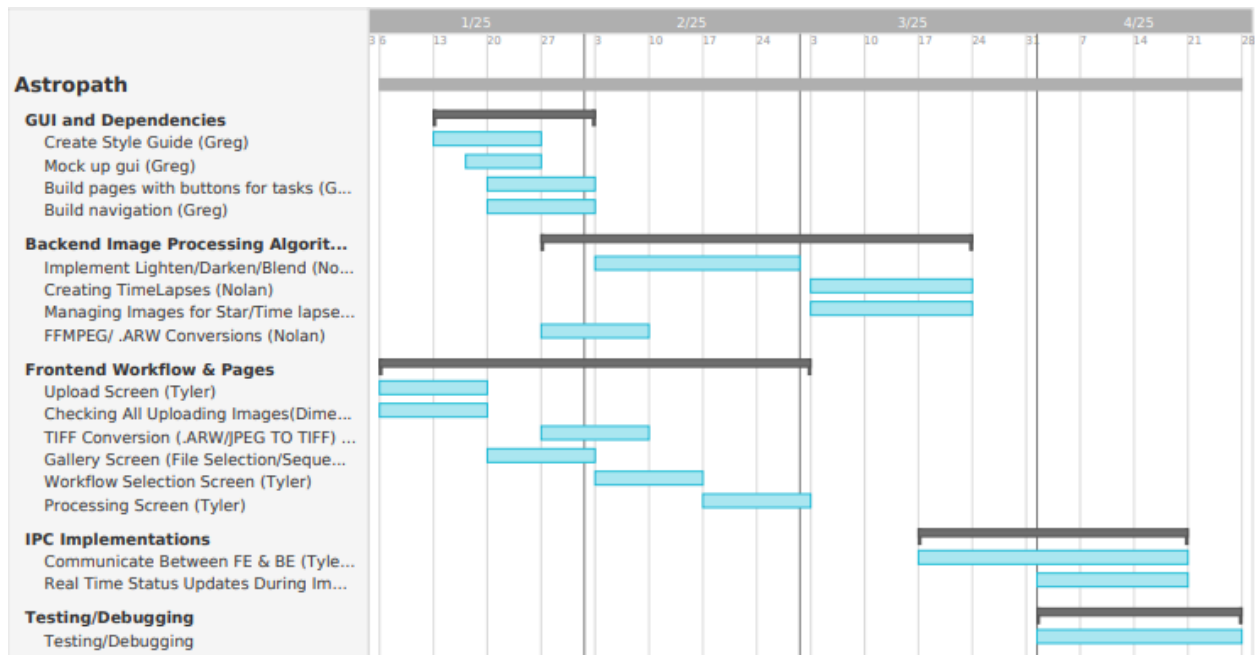 1/25 2/25 3/25 4/25
3 6 13 20 27 3 10 17 24 3 10 17 24 31 7 14 21 28
Astropath
GUI and Dependencies
Create Style Guide (Greg)
Mock up gui (Greg)
Build pages with buttons for tasks (G...
Build navigation (Greg)
Backend Image Processing Algorit...
Implement Lighten/Darken/Blend (No...
Creating TimeLapses (Nolan)
Managing Images for Star/Time lapse...
FFMPEG/ .ARW Conversions (Nolan)
Frontend Workflow & Pages
Upload Screen (Tyler)
Checking All Uploading Images(Dime...
TIFF Conversion (.ARW/JPEG TO TIFF) ...
Gallery Screen (File Selection/Seque...
Workflow Selection Screen (Tyler)
Processing Screen (Tyler)
IPC Implementations
Communicate Between FE & BE (Tyle...
Real Time Status Updates During Im...
Testing/Debugging
Testing/Debugging